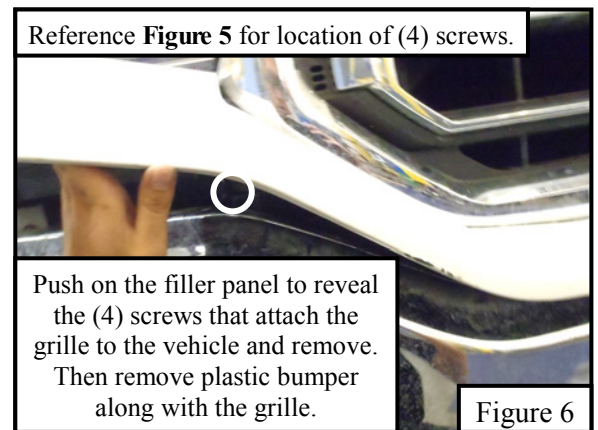 Reference Figure 5 for location of (4) screws.
Push on the filler panel to reveal
the (4) screws that attach the
grille to the vehicle and remove.
Then remove plastic bumper
along with the grille.
Figure 6